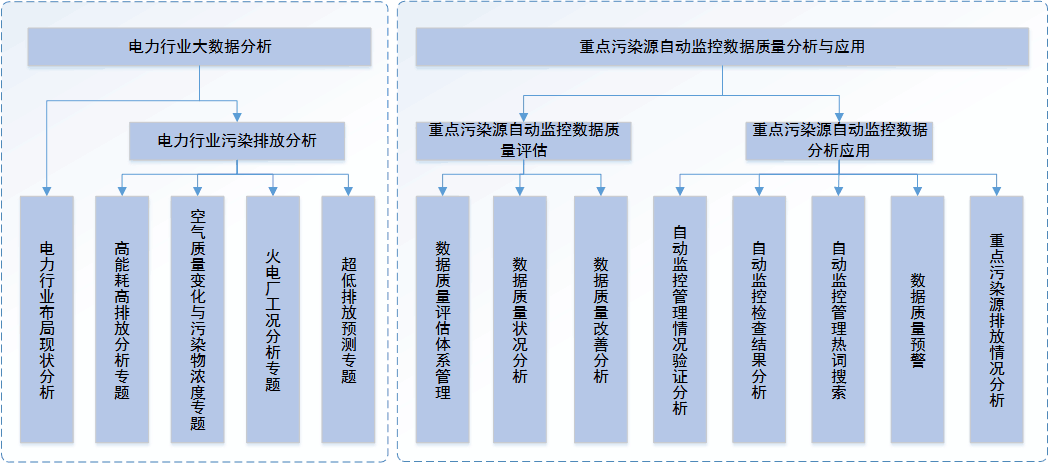 电力行业大数据分析
重点污染源自动监控数据质量分析与应用
电力行业污染排放分析
重点污染源自动监控数据质
量评估
重点污染源自动监控数据
分析应用
电力行业布局现状分析
高能耗高排放分析专题
空气质量变化与污染物浓度专题
火电厂工况分析专题
超低排放预测专题
数据质量评估体系管理
数据质量状况分析
数据质量改善分析
自动监控管理情况验证分析
自动监控检查结果分析
自动监控管理热词搜索
数据质量预警
重点污染源排放情况分析